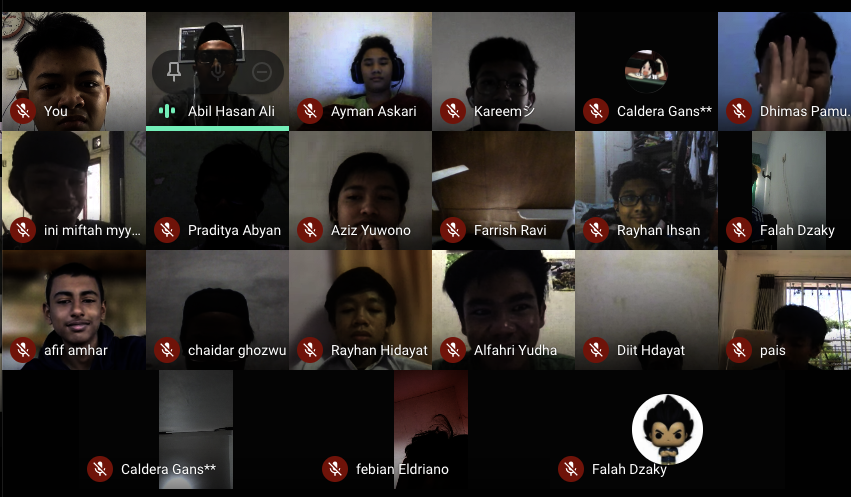 You
Abil Hasan Ali
Ayman Askari
Kareemシ
Caldera Gans**
Dhimas Pamu...
ini miftah myy...
Praditya Abyan
Aziz Yuwono
Farrish Ravi
Rayhan Ihsan
Falah Dzaky
afif amhar
chaidar ghozwu
Rayhan Hidayat
Alfahri Yudha
Diit Hdayat
pais
Caldera Gans**
febian Eldriano
Falah Dzaky